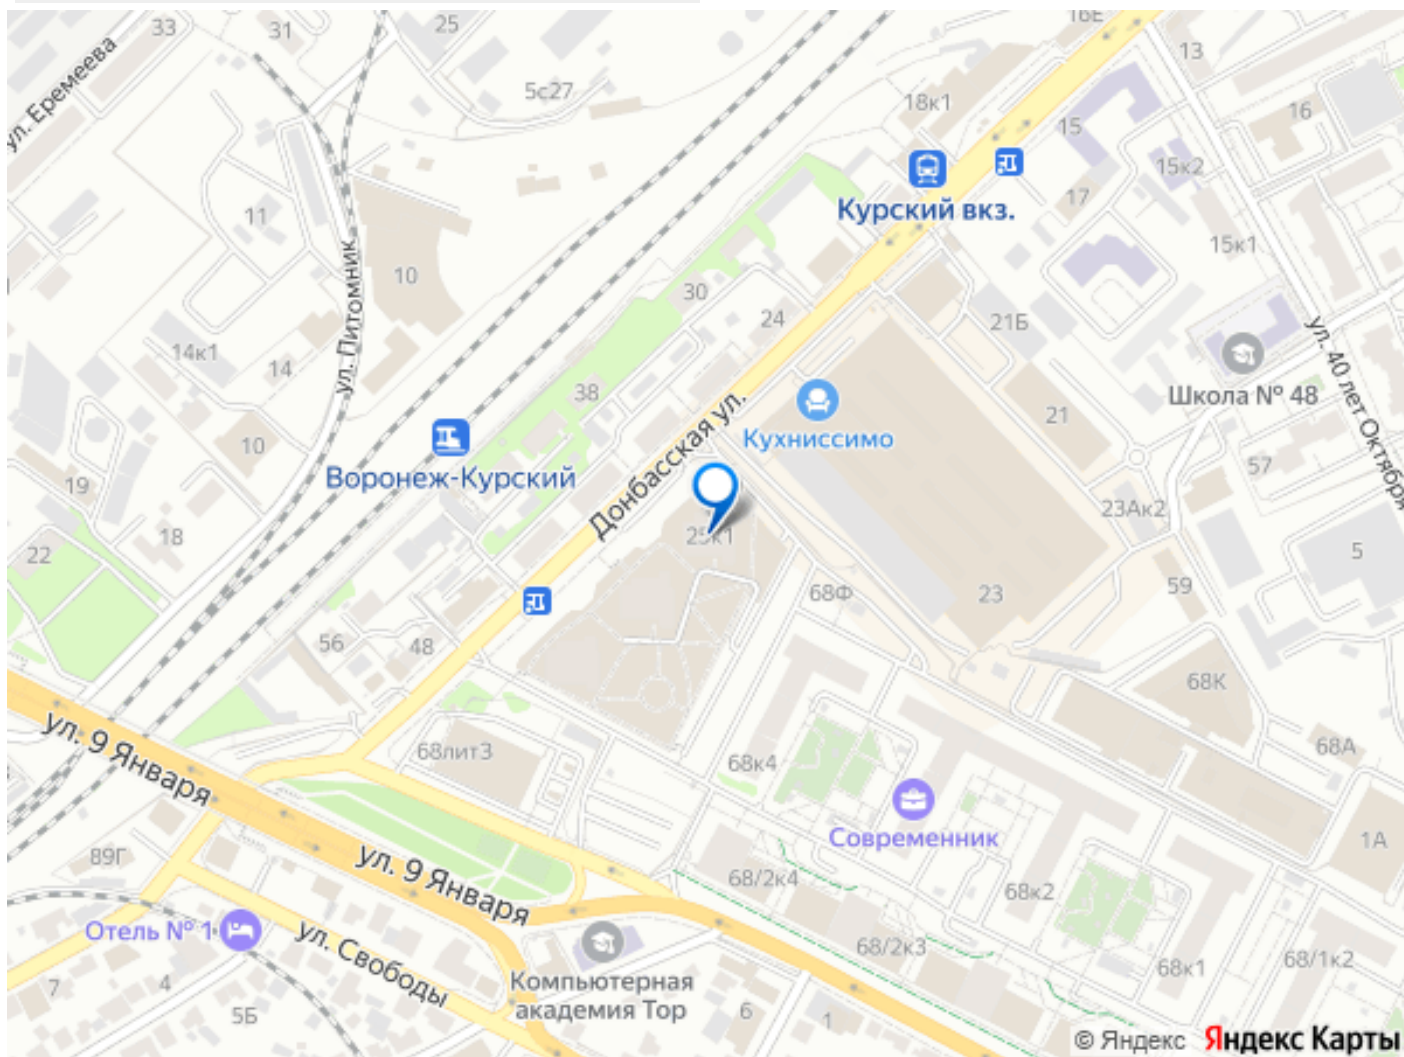 33
31
25
16Е
13
ул. Еремеева
5с27
18к1
15
16
15к2
17
Курский вкз.
11
15к1
ул. Питомник
10
30
24
21Б
ул. 40 лет Октября
14к1
14
38
Школа № 48
Донбасская ул.
21
Кухниссимо
10
Воронеж-Курский
57
19
23Ак2
18
25к1
22
5
68Ф
23
59
56
48
68К
ул. 9 Января
68лит3
68к4
68А
Современник
1А
89Г
ул. 9 Января
68/2к4
68к2
Отель № 1
ул. Свободы
68/2к3
68к1
68/1к2
Компьютерная
академия Тор
7
4
5Б
6
1
© Яндекс Яндекс Карты